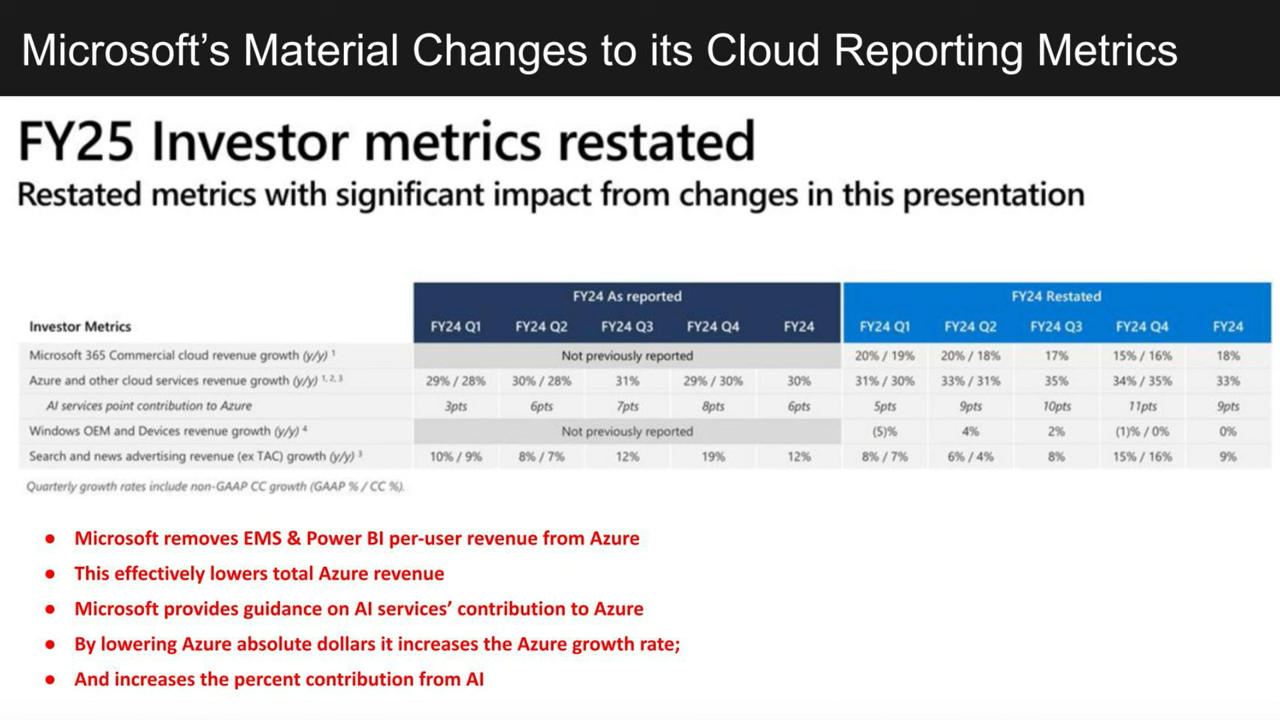 Microsoft's Material Changes to its Cloud Reporting Metrics
FY25 Investor metrics restated
Restated metrics with significant impact from changes in this presentation
FY24 As reported FY24 Restated
Investor Metrics FY24 Q1 FY24 Q2 FY24 Q3 FY24 Q4 FY24 FY24 Q1 FY24 Q2 FY24 Q3 FY24 Q4 FY24
Microsoft 365 Commercial cloud revenue growth (y/y) ¹ Not previously reported 20% / 19% 20% / 18% 17% 15% / 16% 18%
Azure and other cloud services revenue growth (y/y) ¹, ², ³ 29% / 28% 30% / 28% 31% 29% / 30% 30% 31% / 30% 33% / 31% 35% 34% / 35% 33%
AI services point contribution to Azure 3pts 6pts 7pts 8pts 6pts 5pts 9pts 10pts 11pts 9pts
Windows OEM and Devices revenue growth (y/y) ⁴ Not previously reported (5)% 4% 2% (1)% / 0% 0%
Search and news advertising revenue (ex TAC) growth (y/y) ³ 10% / 9% 8% / 7% 12% 19% 12% 8% / 7% 6% / 4% 8% 15% / 16% 9%
Quarterly growth rates include non-GAAP CC growth (GAAP % / CC %).
● Microsoft removes EMS & Power BI per-user revenue from Azure
● This effectively lowers total Azure revenue
● Microsoft provides guidance on AI services' contribution to Azure
● By lowering Azure absolute dollars it increases the Azure growth rate;
● And increases the percent contribution from AI